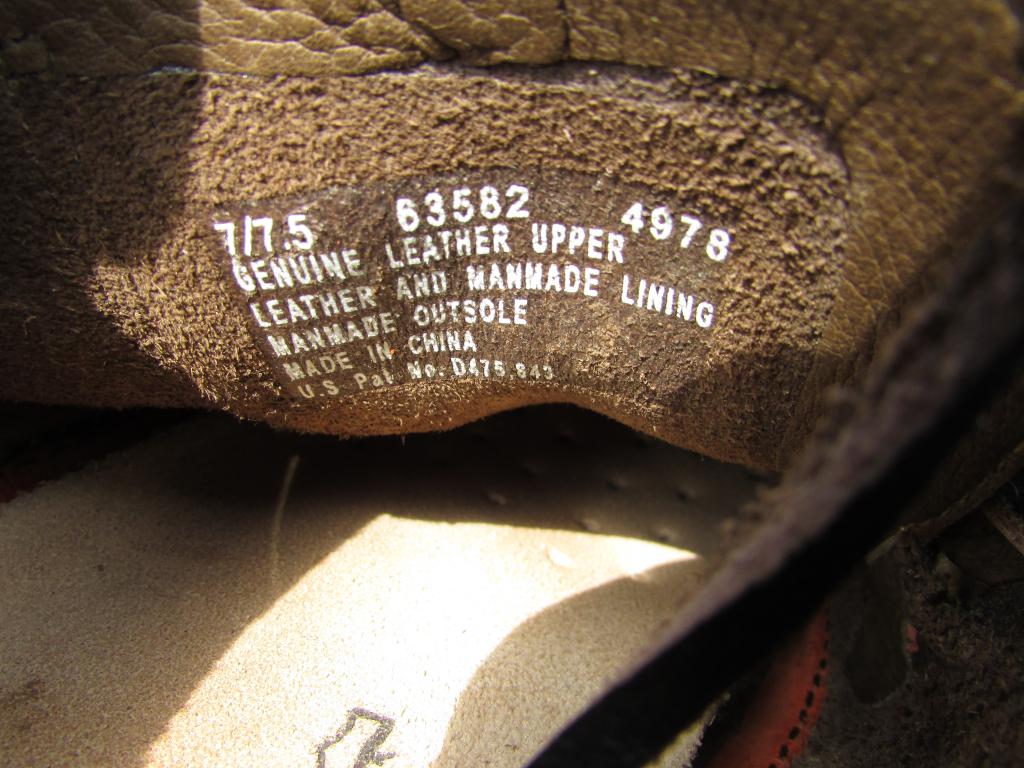 7/7.5 63582 4978
GENUINE LEATHER UPPER
LEATHER AND MANMADE LINING
MANMADE OUTSOLE
MADE IN CHINA
U.S Pat No. D475,843